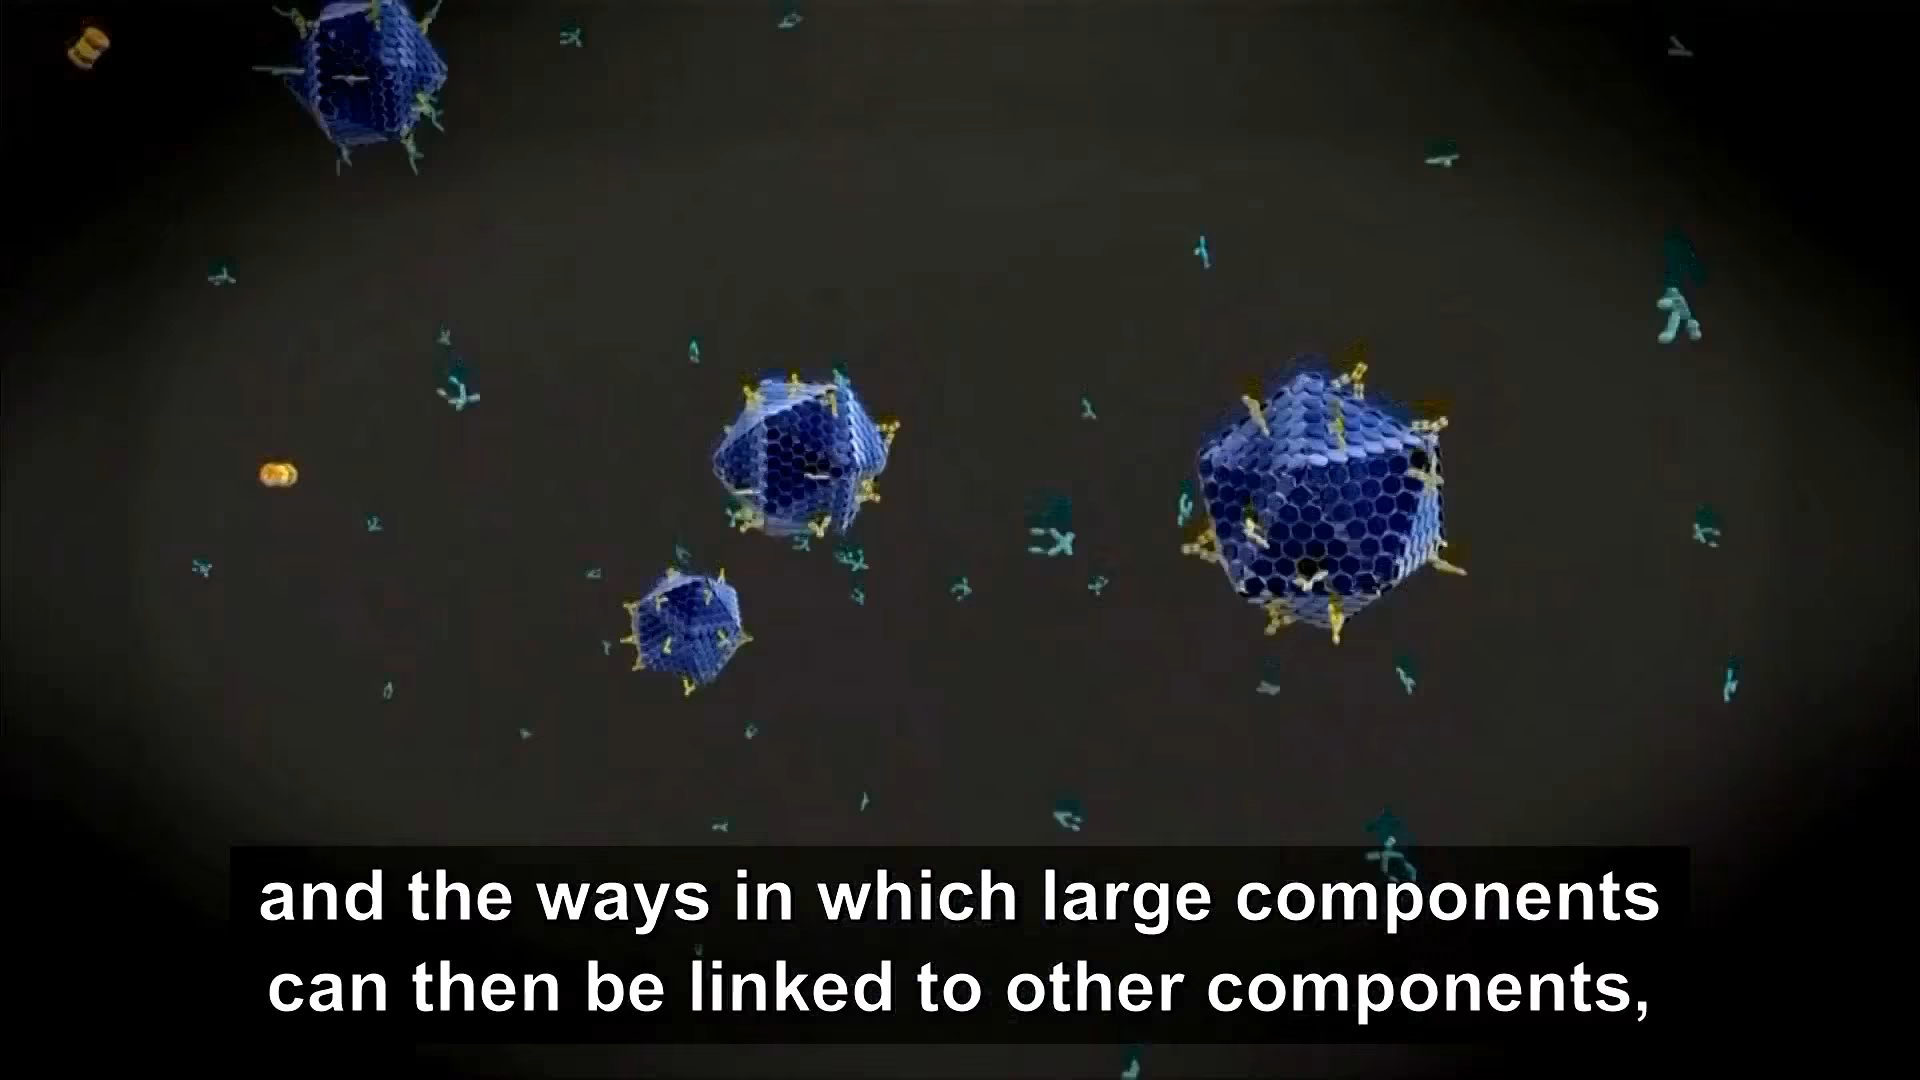 and the ways in which large components
can then be linked to other components,